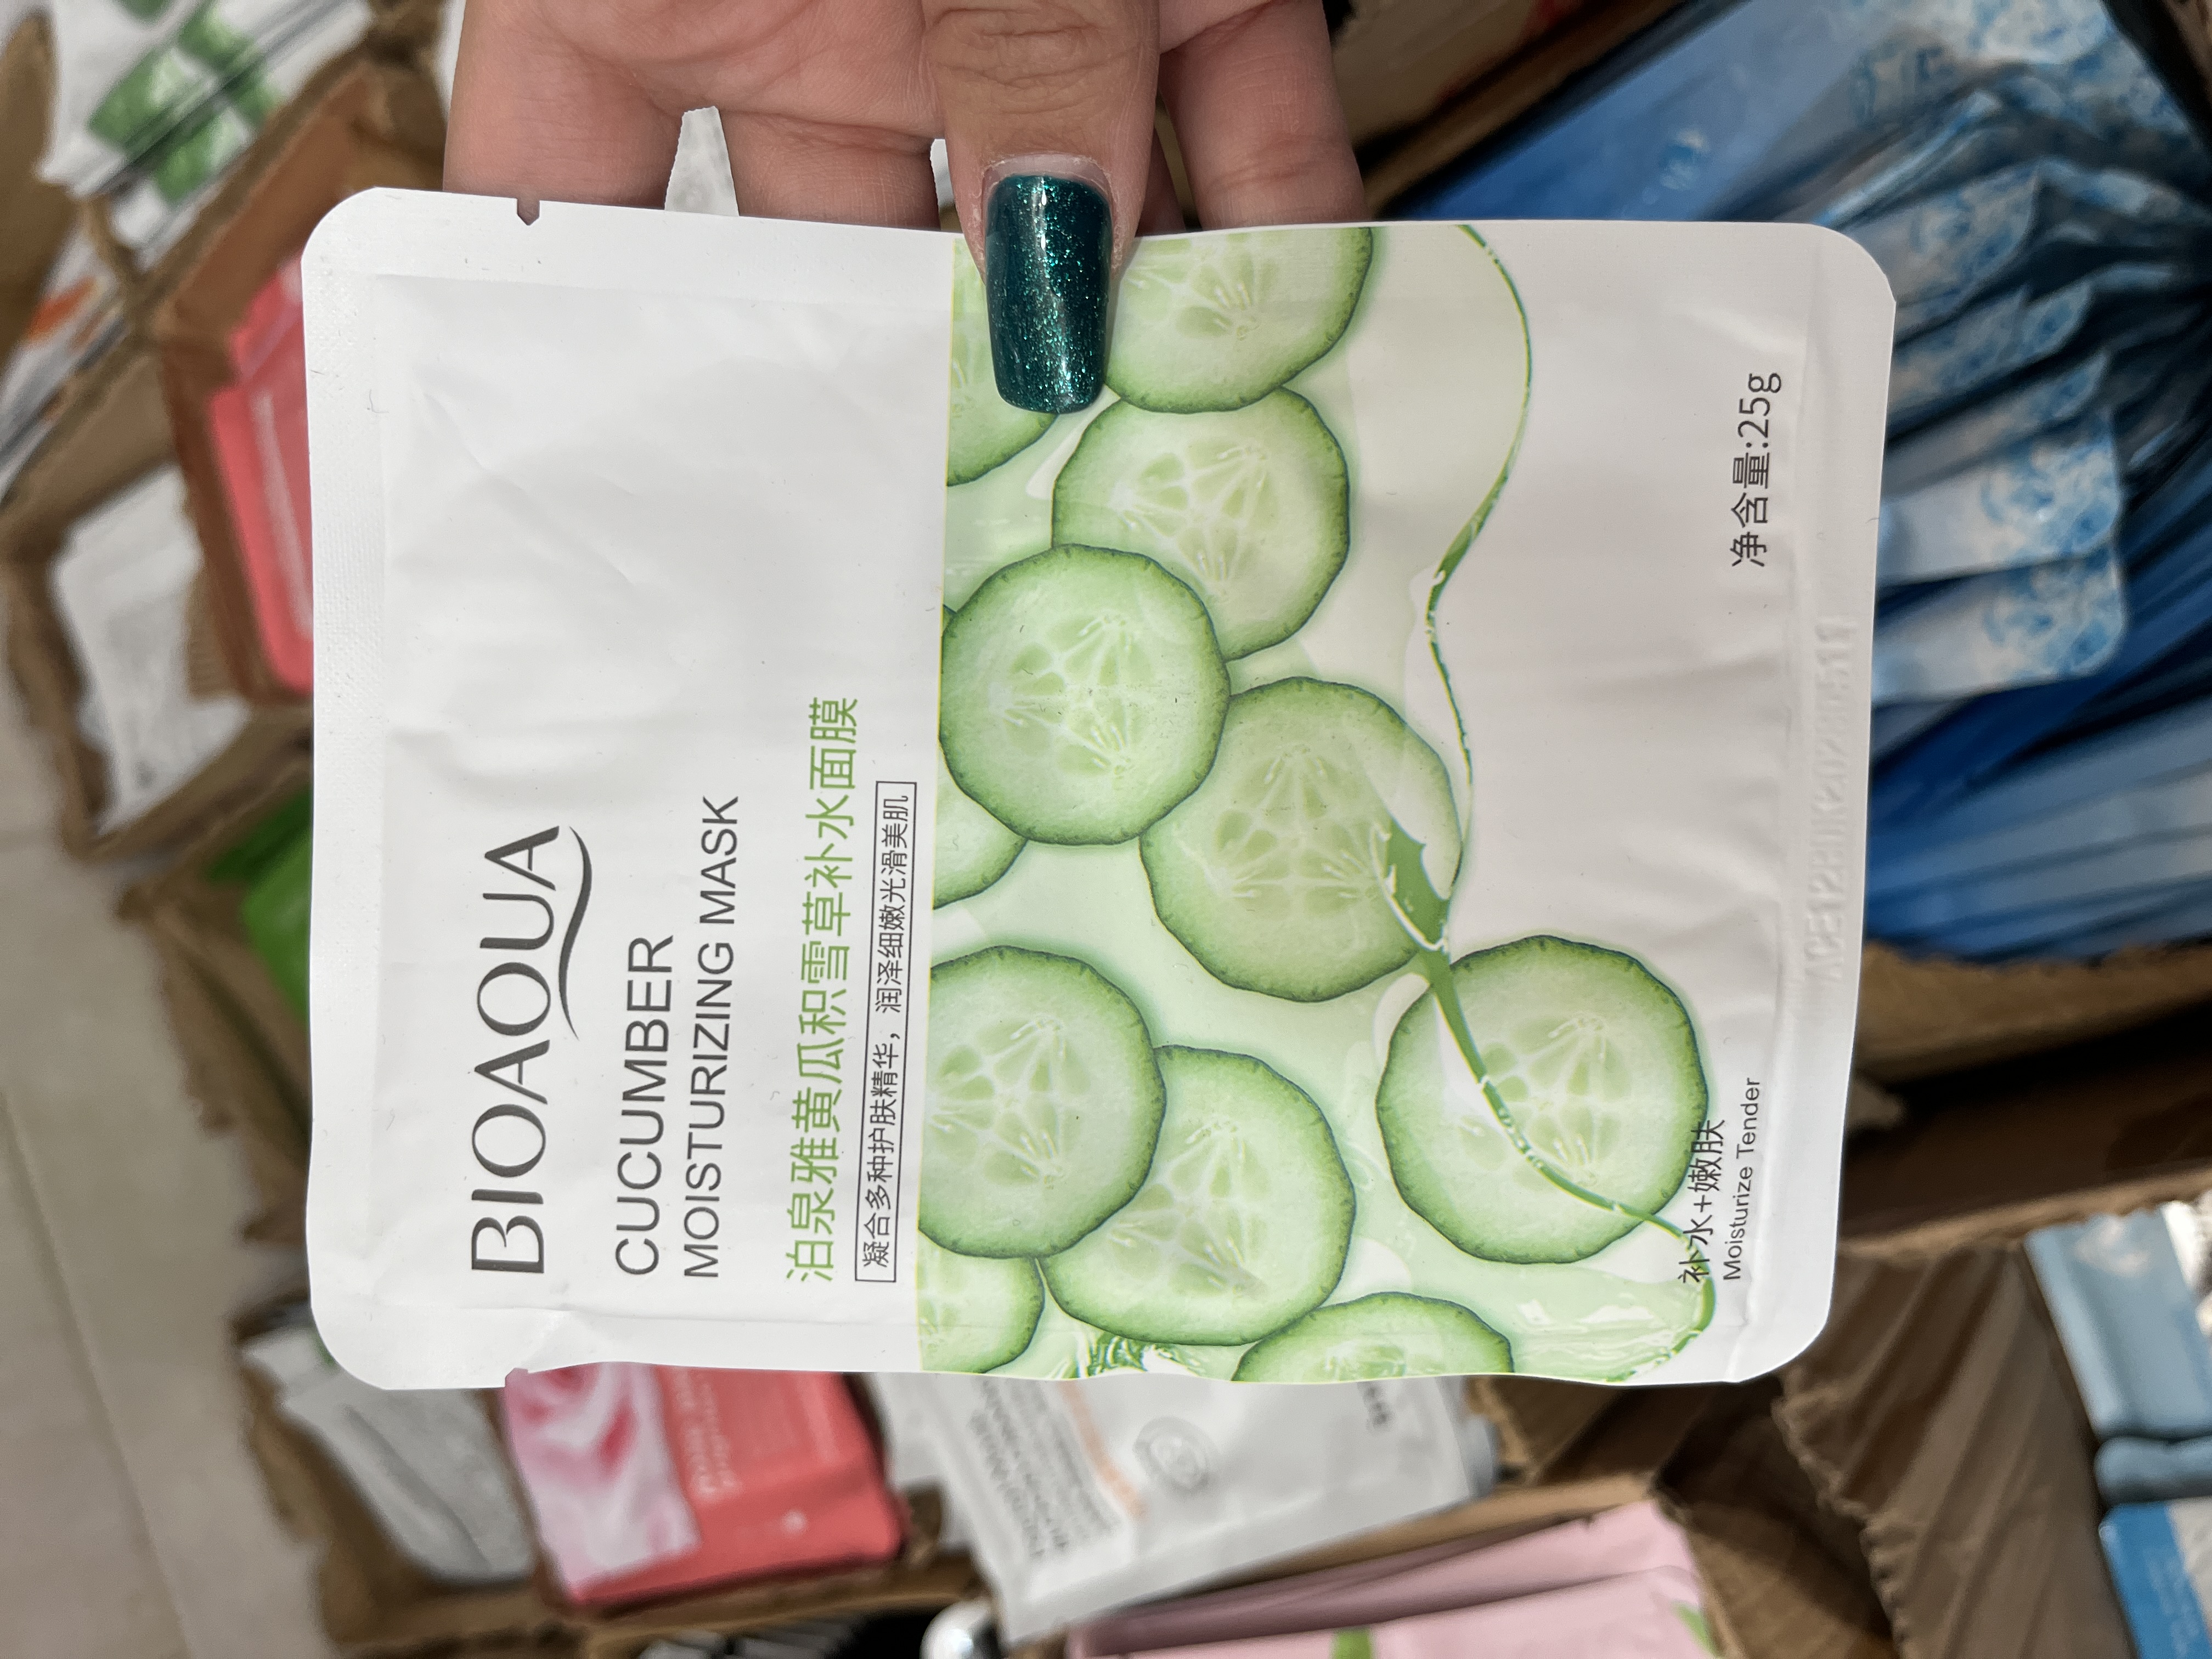 BIOAQUA
CUCUMBER
MOISTURIZING MASK
泊泉雅黄瓜积雪草补水面膜
凝合多种护肤精华，润泽细嫩光滑美肌
补水+嫩肤
Moisturize Tender
净含量:25g